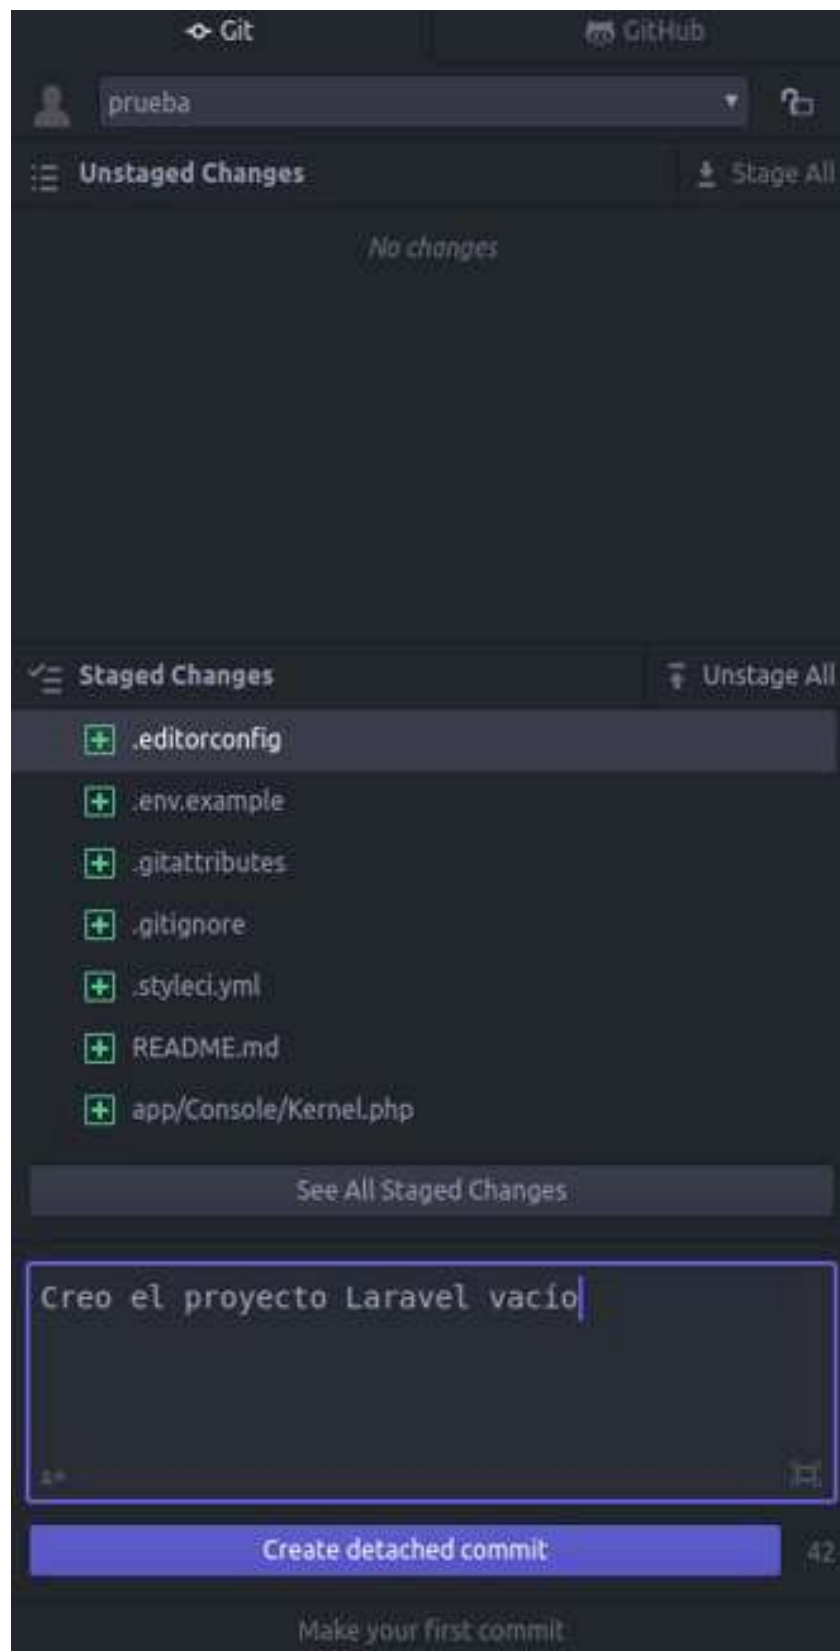 Git
GitHub
prueba
Unstaged Changes
Stage All
No changes
Staged Changes
Unstage All
.editorconfig
.env.example
.gitattributes
.gitignore
.styleci.yml
README.md
app/Console/Kernel.php
See All Staged Changes
Creo el proyecto Laravel vacío
Create detached commit
42
Make your first commit